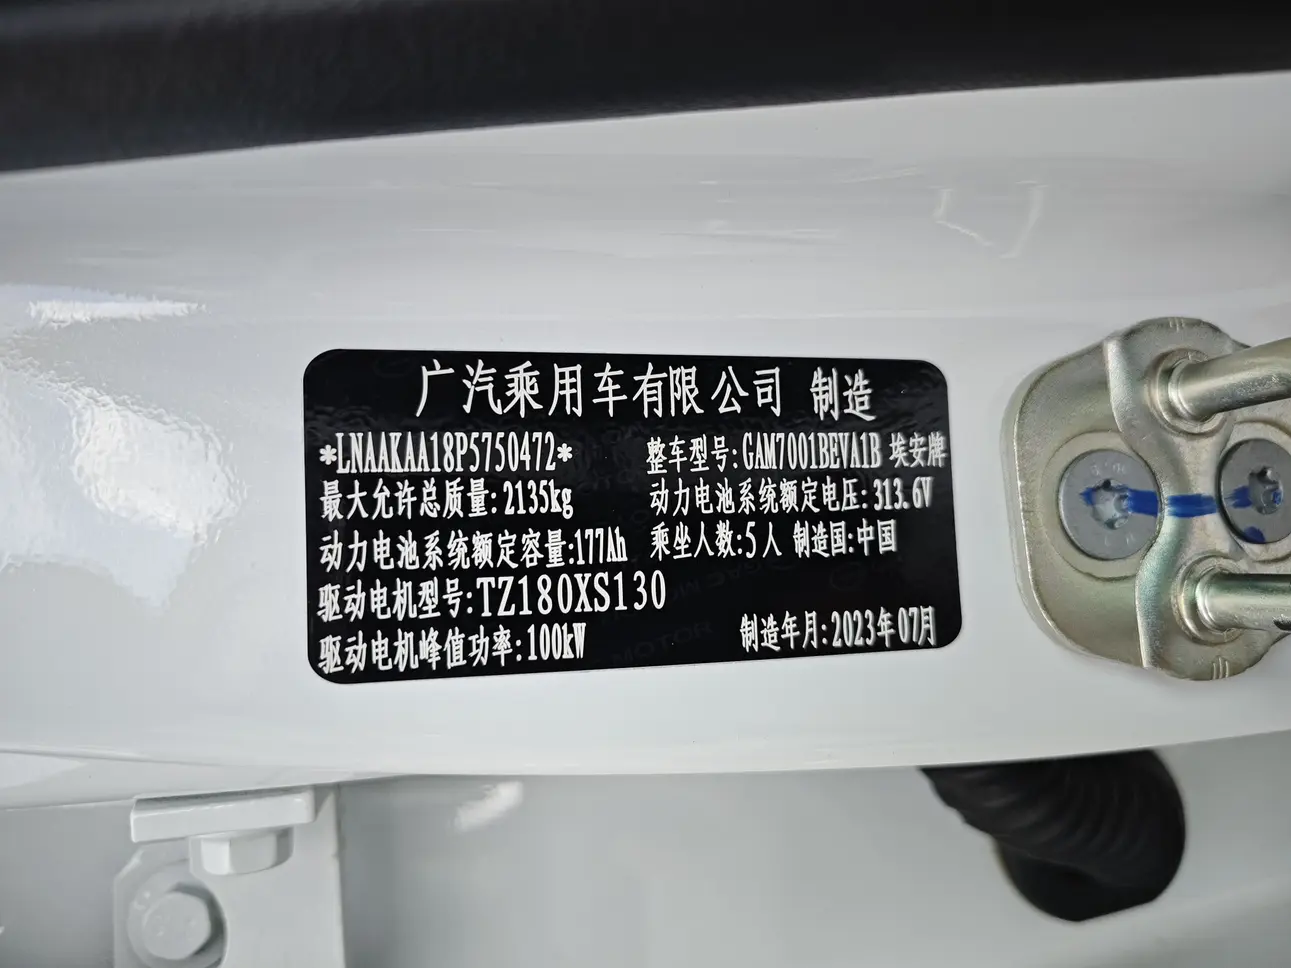 广汽乘用车有限公司 制造
*LNAAKAA18P5750472* 整车型号:GAM7001BEVA1B 埃安牌
最大允许总质量:2135kg 动力电池系统额定电压:313.6V
动力电池系统额定容量:177Ah 乘坐人数:5人 制造国:中国
驱动电机型号:TZ180XS130
驱动电机峰值功率:100kW 制造年月:2023年07月